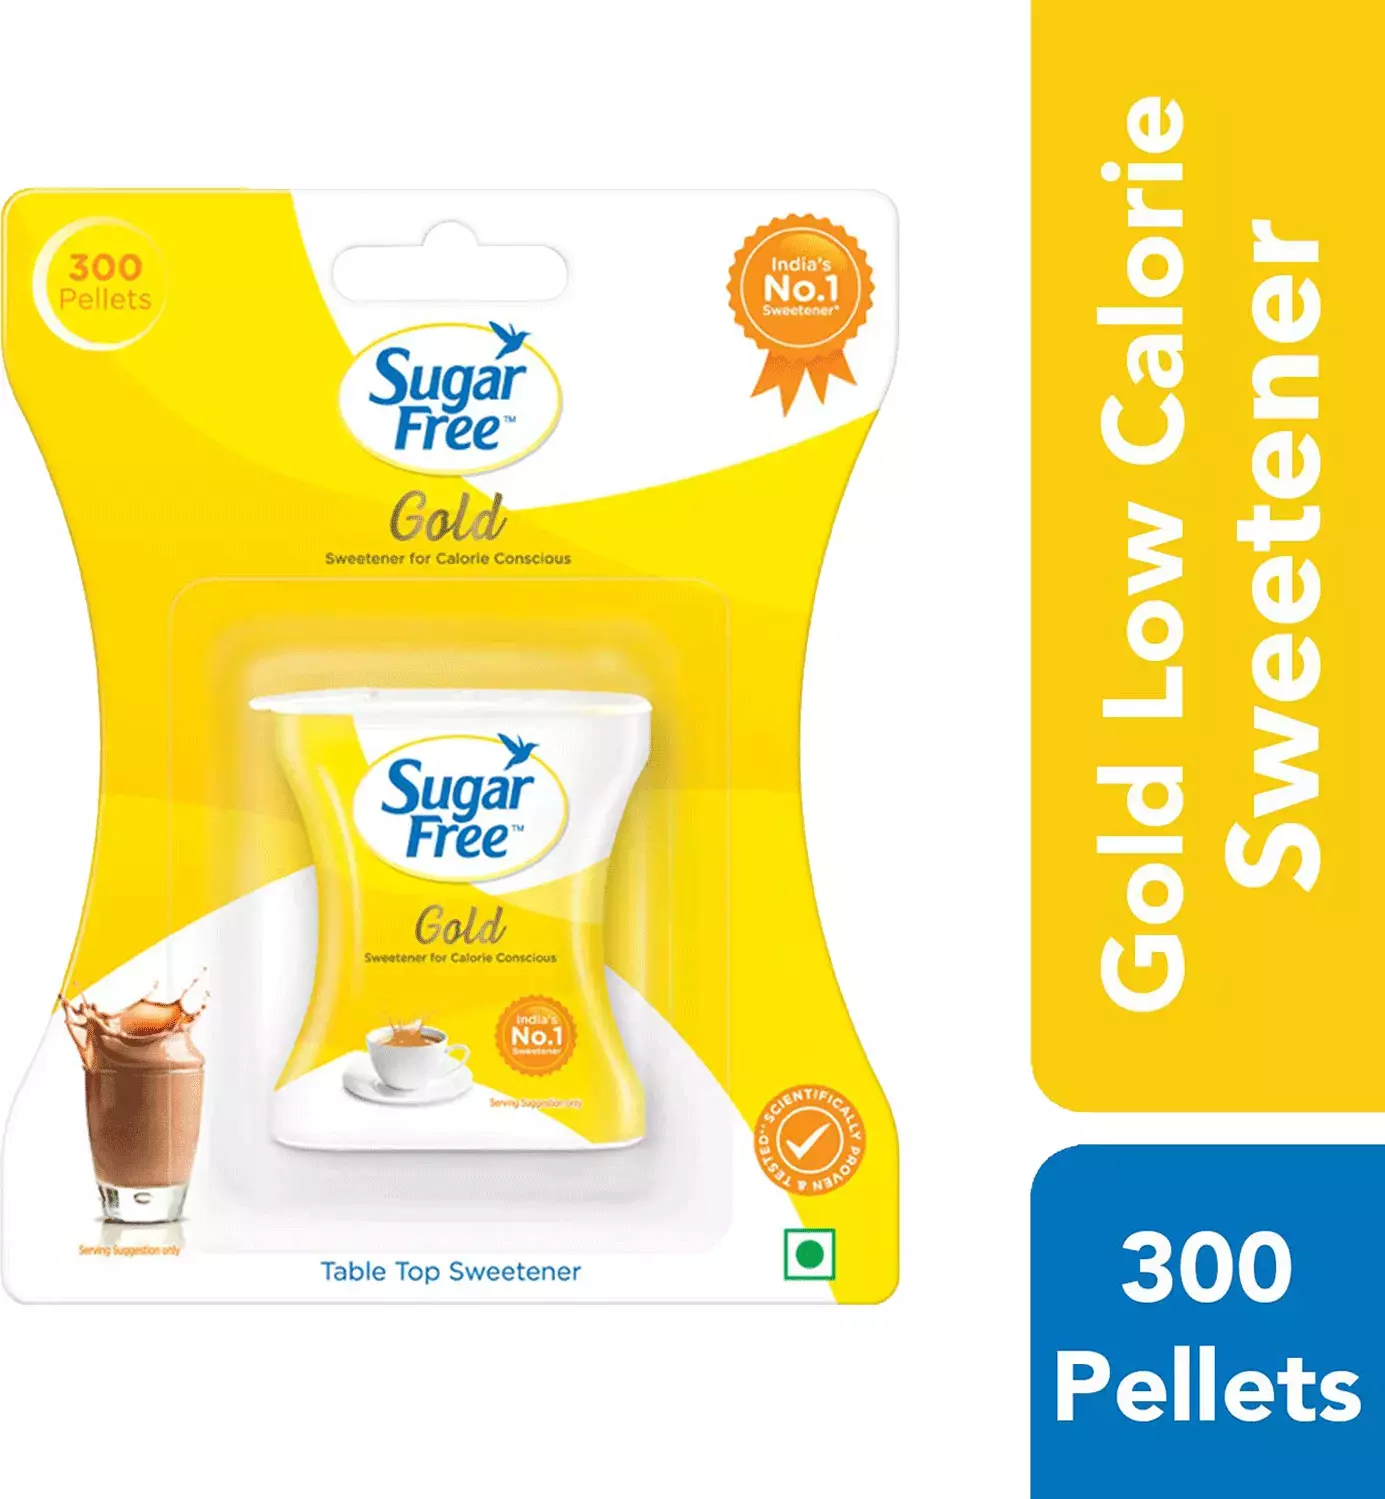 300
Pellets
India's
No.1
Sweetener*
Sugar
Free™
Gold
Sweetener for Calorie Conscious
Sugar
Free™
Gold
Sweetener for Calorie Conscious
India's
No.1
Sweetener
Serving Suggestion only
SCIENTIFICALLY PROVEN & TESTED**
Serving Suggestion only
Table Top Sweetener
Gold Low Calorie
Sweetener
300
Pellets